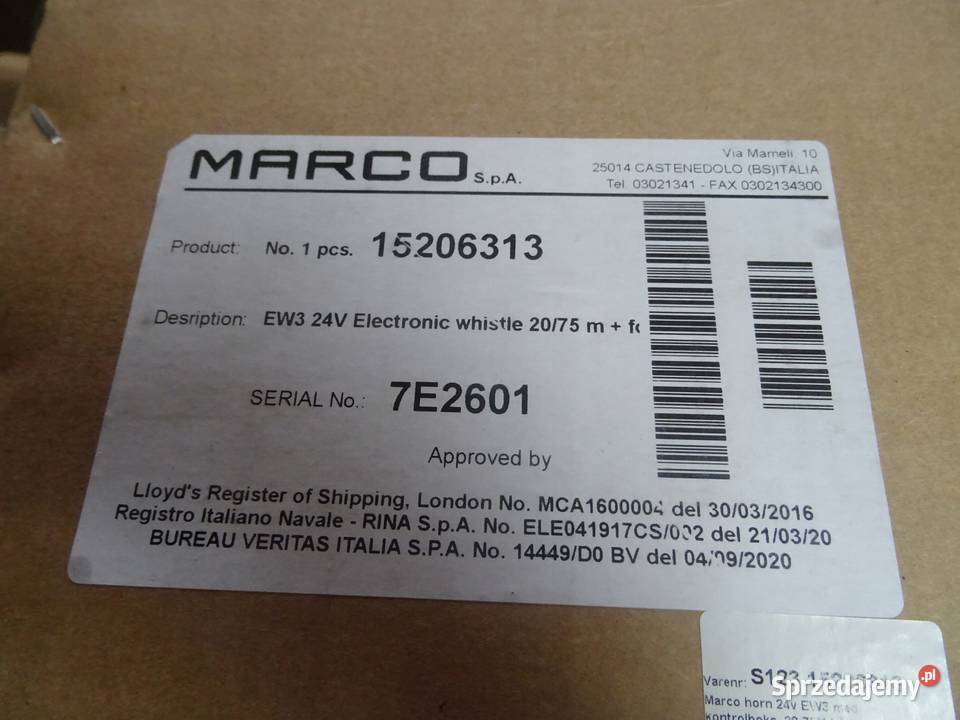 MARCO S.p.A.
Via Mameli, 10
25014 CASTENEDOLO (BS)ITALIA
Tel. 03021341 - FAX 0302134300
Product: No. 1 pcs. 15206313
Desription: EW3 24V Electronic whistle 20/75 m +
SERIAL No.: 7E2601
Approved by
Lloyd's Register of Shipping, London No. MCA1600004 del 30/03/2016
Registro Italiano Navale - RINA S.p.A. No. ELE041917CS/002 del 21/03/20
BUREAU VERITAS ITALIA S.P.A. No. 14449/D0 BV del 04/09/2020
Varenr:
Marco horn 24v EW3 med
Sprzedajemy .pl